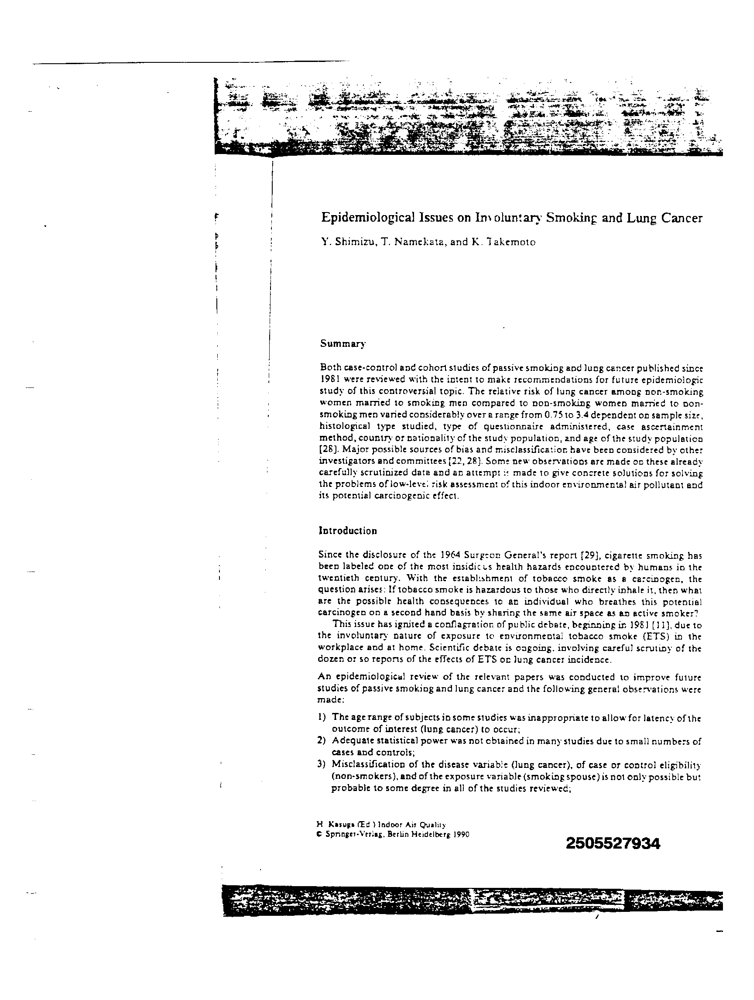 Epidemiological Issues on Involuntary Smoking and Lung Cancer
Y. Shimizu, T. Namekata, and K. Takemoto
Summary
Both case-control and cohort studies of passive smoking and lung cancer published since
1981 were reviewed with the intent to make recommendations for future epidemiologic
study of this controversial topic. The relative risk of lung cancer among non-smoking
women married to smoking men compared to non-smoking women married to non-
smoking men varied considerably over a range from 0.75 to 3.4 dependent on sample size,
histological type studied, type of questionnaire administered, case ascertainment
method, country or nationality of the study population, and age of the study population
[28]. Major possible sources of bias and misclassification have been considered by other
investigators and committees [22, 28]. Some new observations are made on these already
carefully scrutinized data and an attempt is made to give concrete solutions for solving
the problems of low-level risk assessment of this indoor environmental air pollutant and
its potential carcinogenic effect.
Introduction
Since the disclosure of the 1964 Surgeon General's report [29], cigarette smoking has
been labeled one of the most insidious health hazards encountered by humans in the
twentieth century. With the establishment of tobacco smoke as a carcinogen, the
question arises: If tobacco smoke is hazardous to those who directly inhale it, then what
are the possible health consequences to an individual who breathes this potential
carcinogen on a second hand basis by sharing the same air space as an active smoker?
This issue has ignited a conflagration of public debate, beginning in 1981 [11], due to
the involuntary nature of exposure to environmental tobacco smoke (ETS) in the
workplace and at home. Scientific debate is ongoing, involving careful scrutiny of the
dozen or so reports of the effects of ETS on lung cancer incidence.
An epidemiological review of the relevant papers was conducted to improve future
studies of passive smoking and lung cancer and the following general observations were
made:
1) The age range of subjects in some studies was inappropriate to allow for latency of the
outcome of interest (lung cancer) to occur;
2) Adequate statistical power was not obtained in many studies due to small numbers of
cases and controls;
3) Misclassification of the disease variable (lung cancer), of case or control eligibility
(non-smokers), and of the exposure variable (smoking spouse) is not only possible but
probable to some degree in all of the studies reviewed;
H Kasuga (Ed ) Indoor Air Quality
© Springer-Verlag, Berlin Heidelberg 1990
2505527934